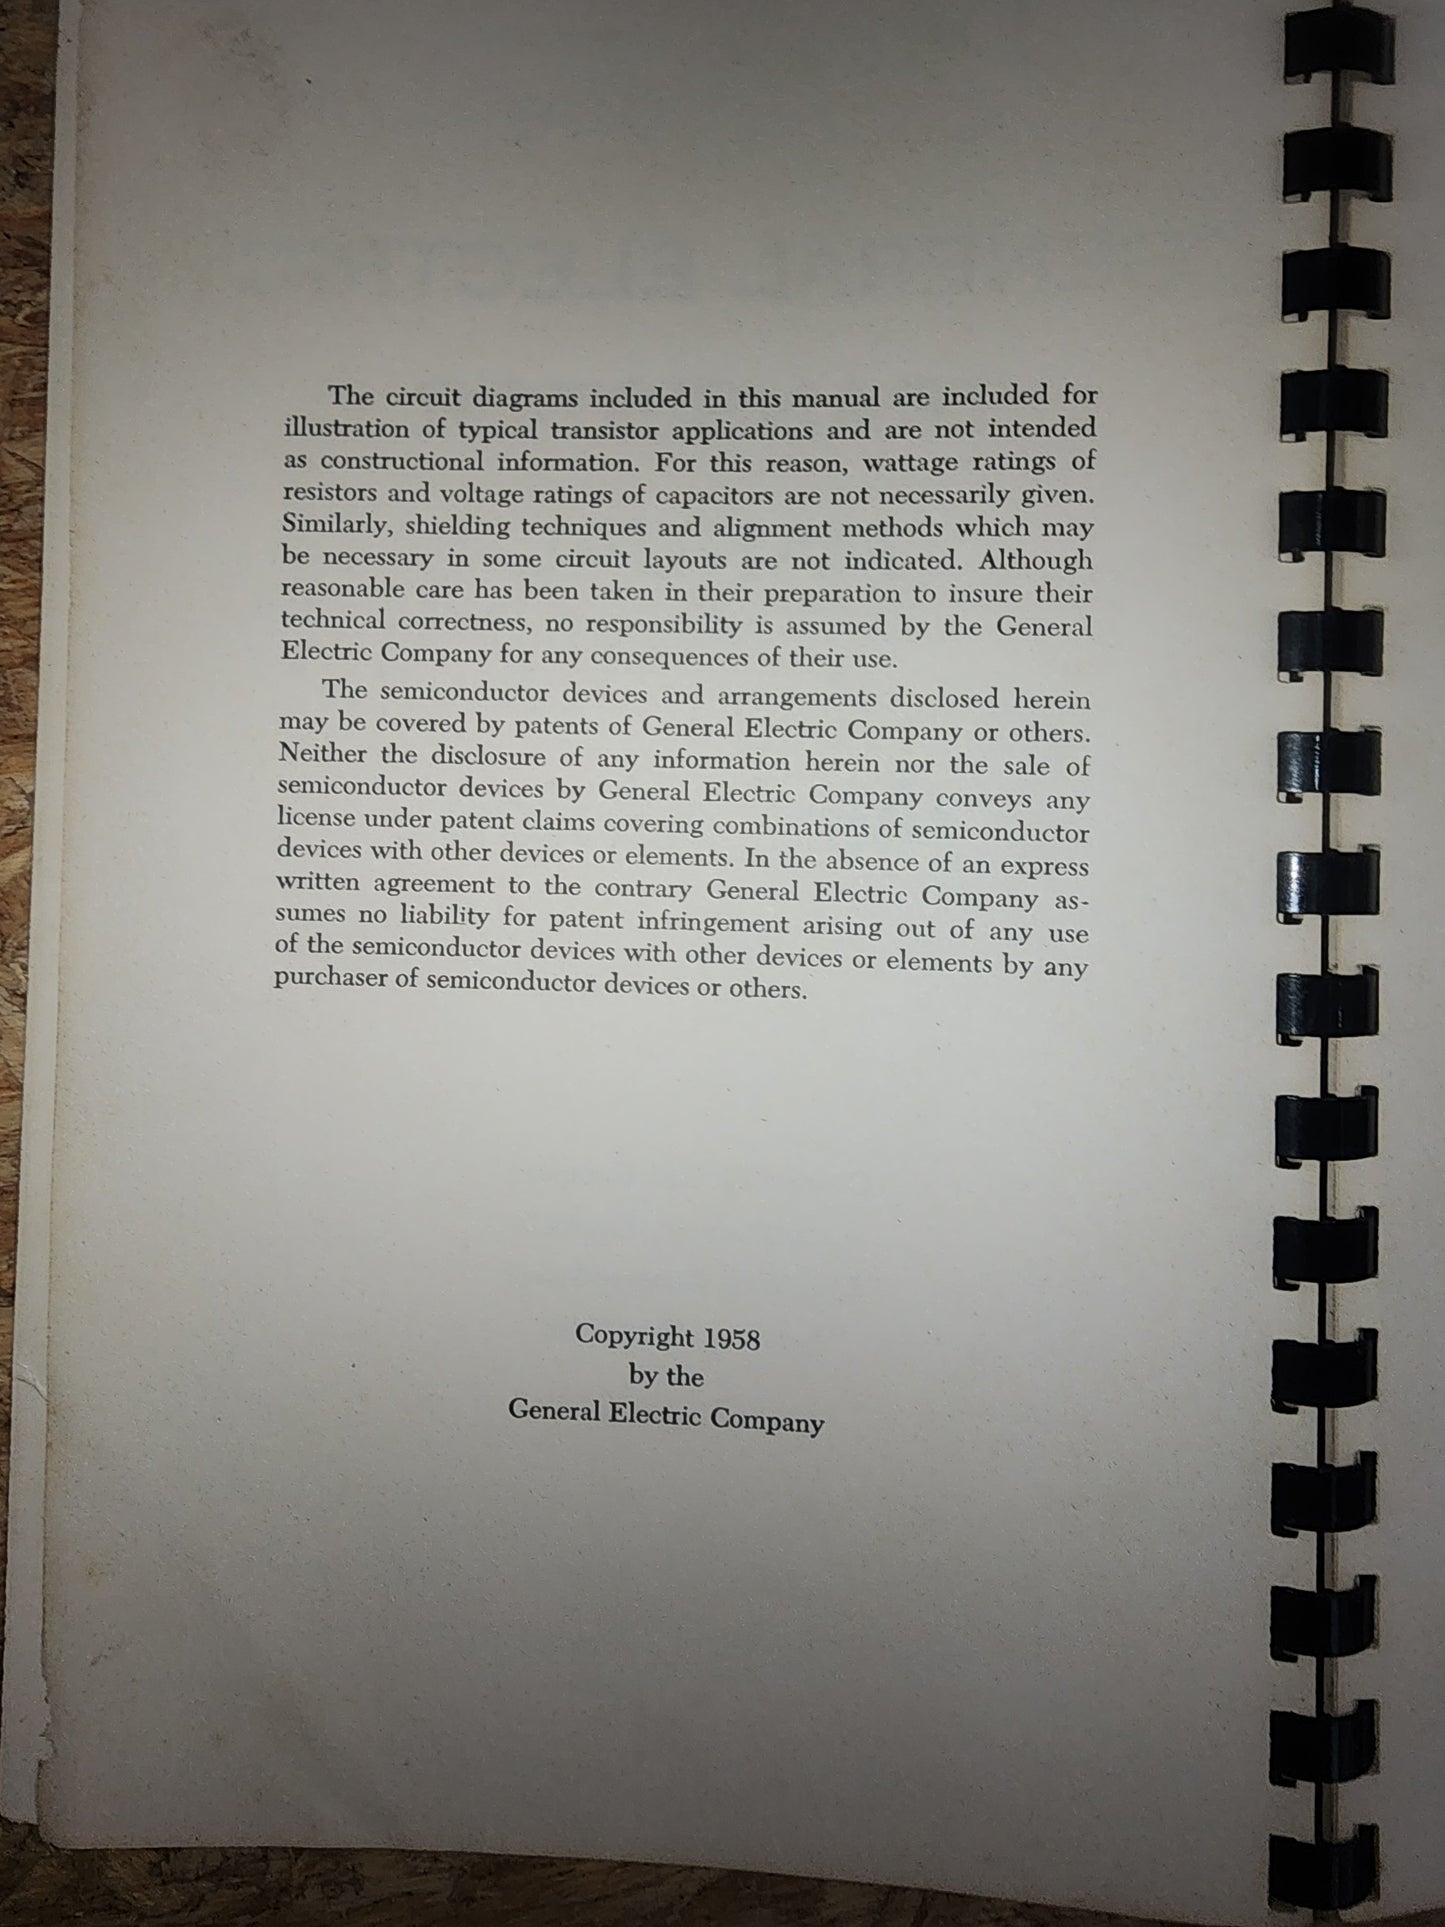 The circuit diagrams included in this manual are included for
illustration of typical transistor applications and are not intended
as constructional information. For this reason, wattage ratings of
resistors and voltage ratings of capacitors are not necessarily given.
Similarly, shielding techniques and alignment methods which may
be necessary in some circuit layouts are not indicated. Although
reasonable care has been taken in their preparation to insure their
technical correctness, no responsibility is assumed by the General
Electric Company for any consequences of their use.
The semiconductor devices and arrangements disclosed herein
may be covered by patents of General Electric Company or others.
Neither the disclosure of any information herein nor the sale of
semiconductor devices by General Electric Company conveys any
license under patent claims covering combinations of semiconductor
devices with other devices or elements. In the absence of an express
written agreement to the contrary General Electric Company as-
sumes no liability for patent infringement arising out of any use
of the semiconductor devices with other devices or elements by any
purchaser of semiconductor devices or others.
Copyright 1958
by the
General Electric Company